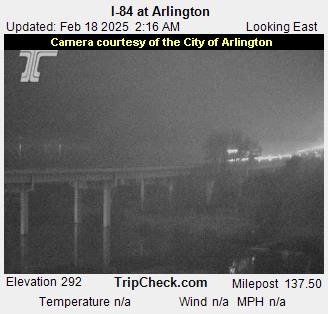 I-84 at Arlington
Updated: Feb 18 2025 2:16 AM Looking East
Camera courtesy of the City of Arlington
Elevation 292 TripCheck.com Milepost 137.50
Temperature n/a Wind n/a MPH n/a